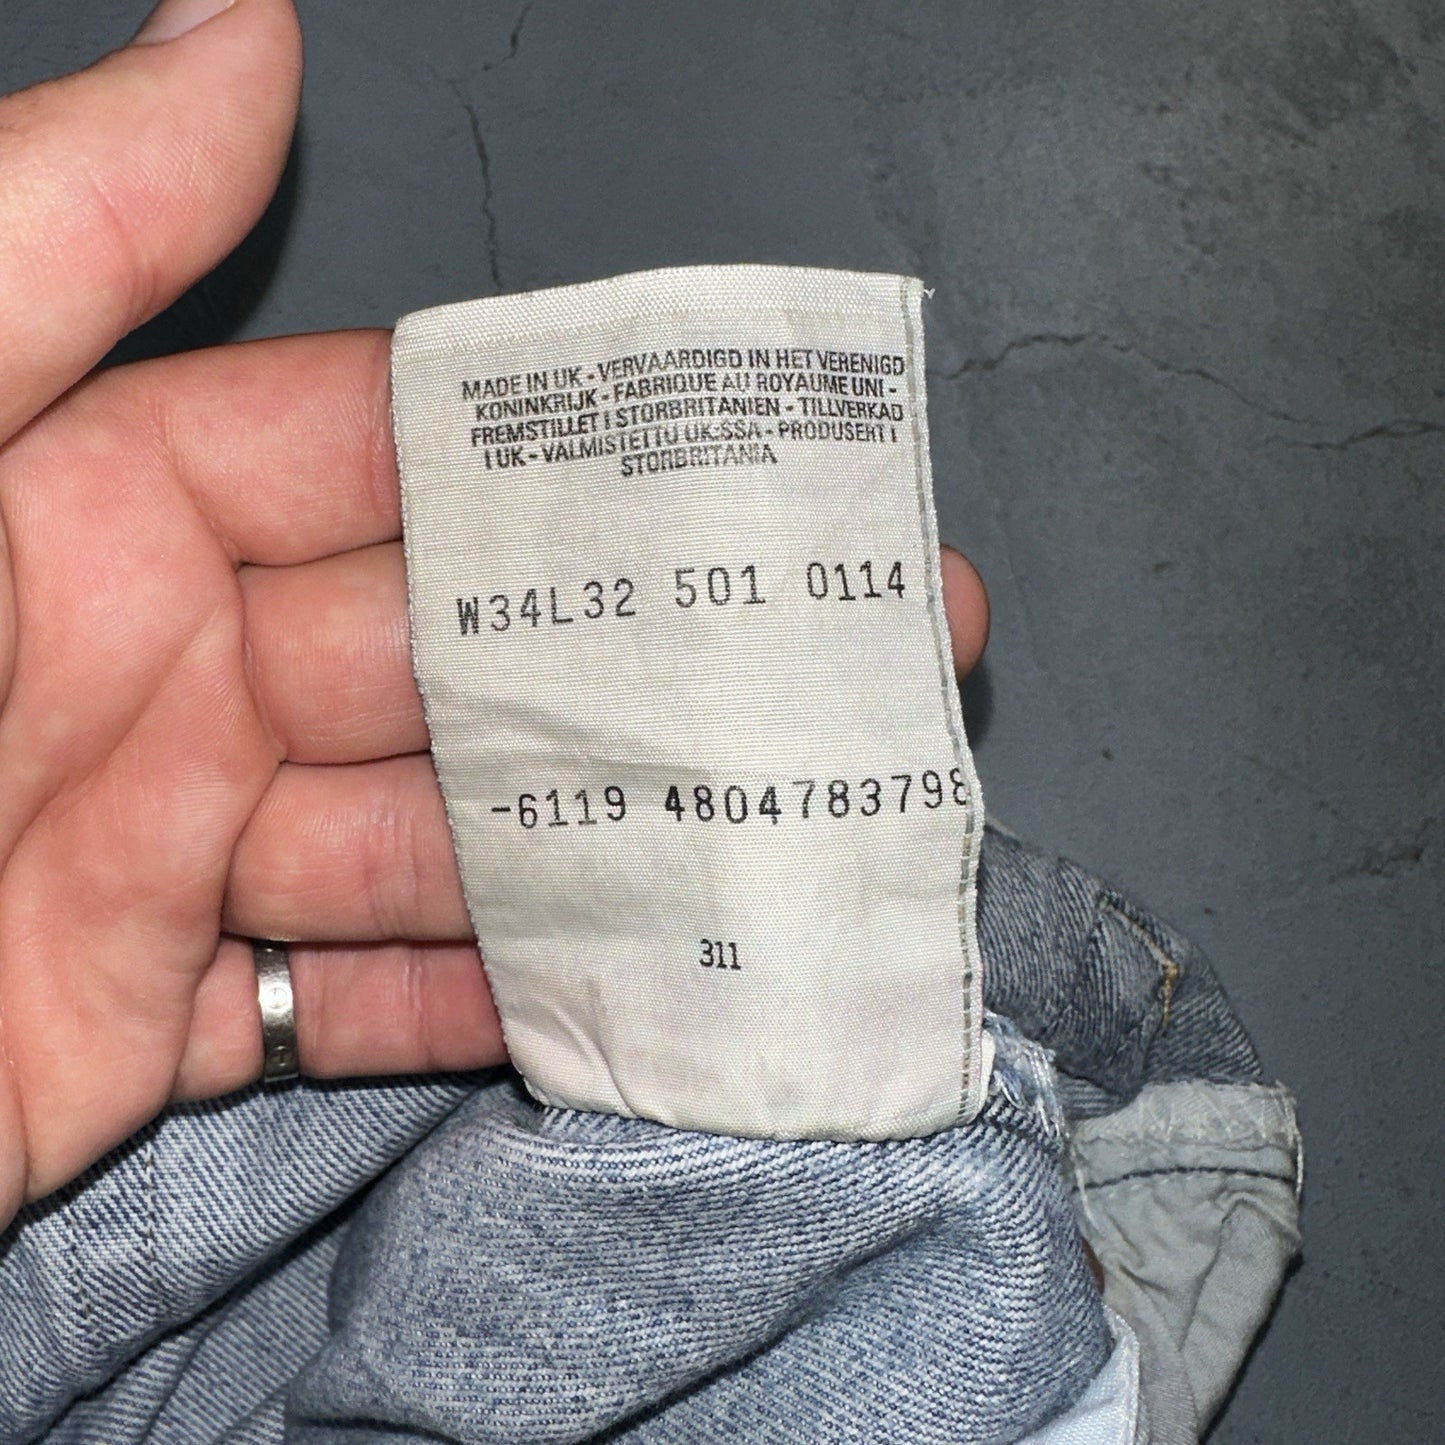 MADE IN UK - VERVAARDIGD IN HET VERENIGD
KONINKRIJK - FABRIQUE AU ROYAUME UNI -
FREMSTILLET I STORBRITANIEN - TILLVERKAD
I UK - VALMISTETTU UK:SSA - PRODUSERT I
STORBRITANIA
W34L32 501 0114
-6119 4804783798
311